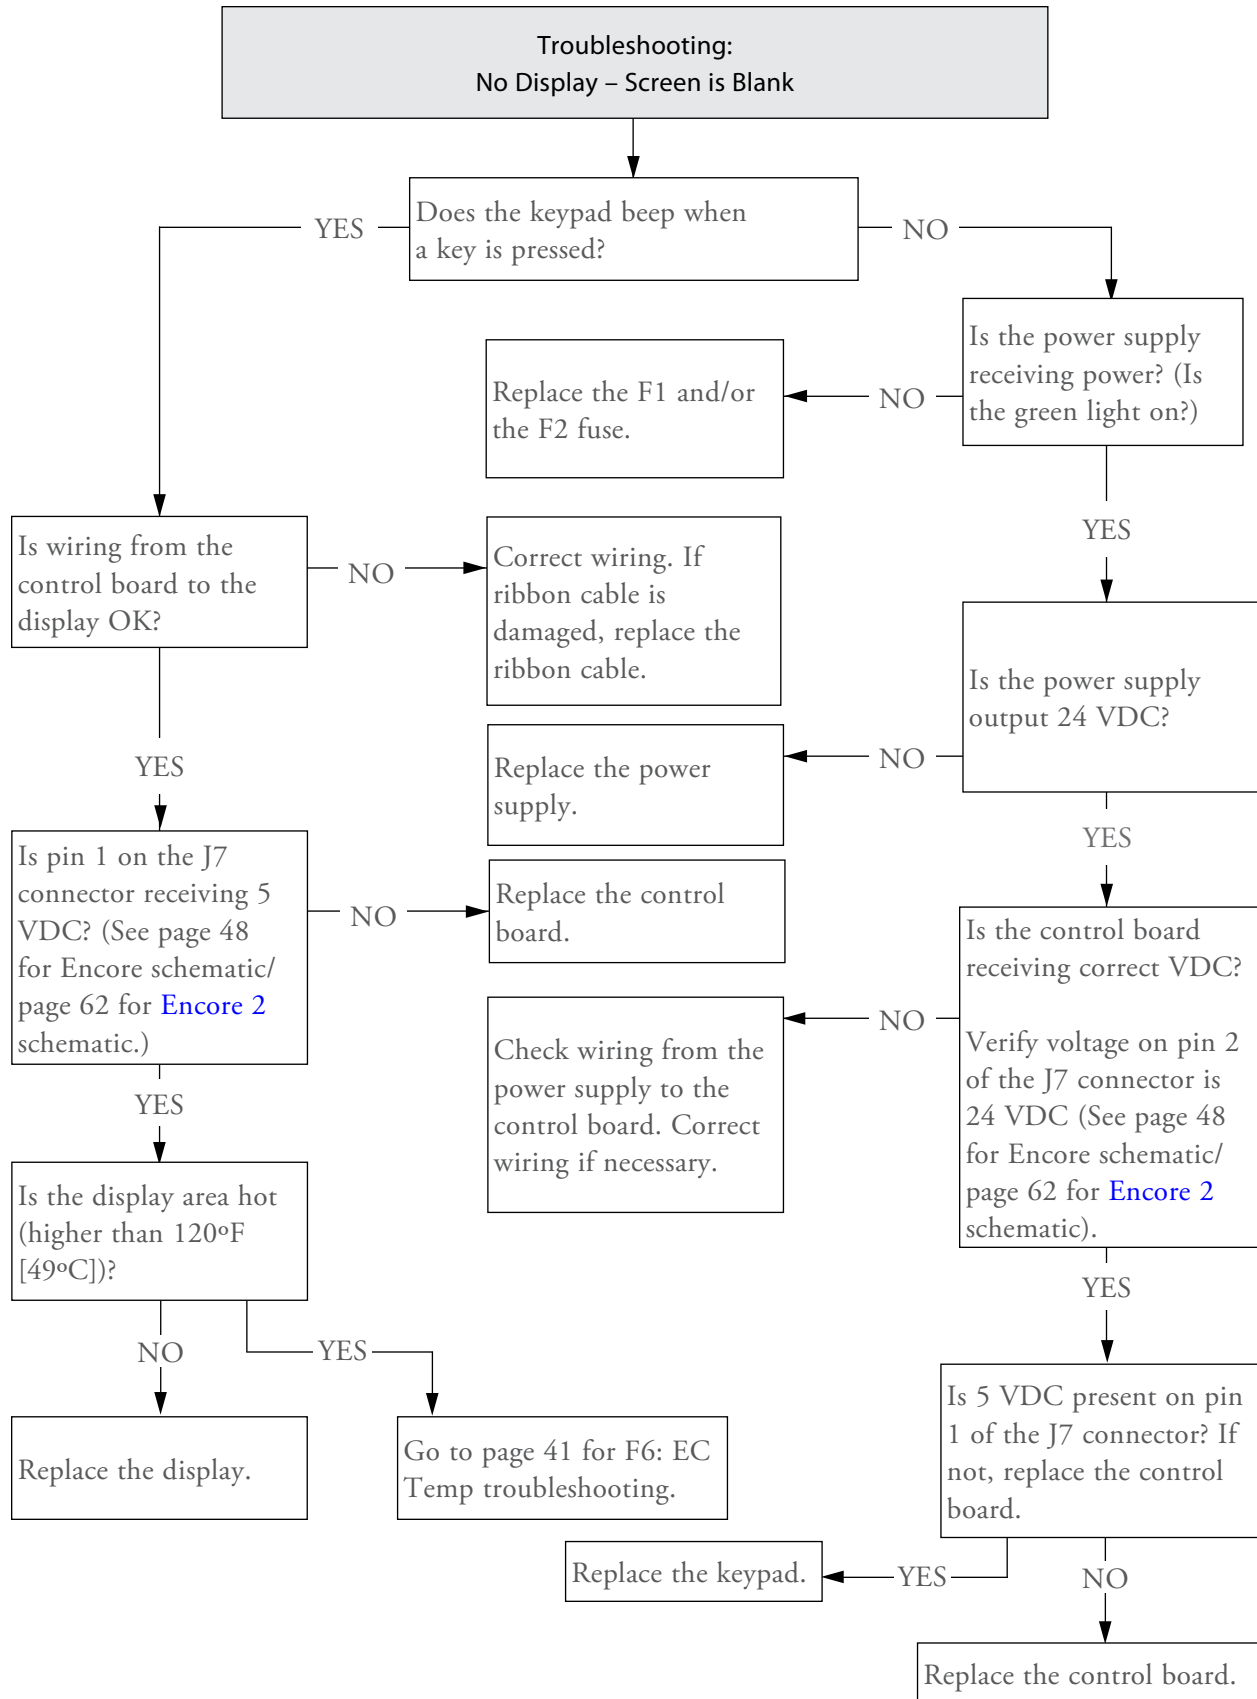 Troubleshooting:
No Display – Screen is Blank
Does the keypad beep when
a key is pressed?
YES
NO
Is the power supply
receiving power? (Is
the green light on?)
NO
Replace the F1 and/or
the F2 fuse.
YES
Is wiring from the
control board to the
display OK?
NO
Correct wiring. If
ribbon cable is
damaged, replace the
ribbon cable.
Is the power supply
output 24 VDC?
NO
Replace the power
supply.
YES
YES
Is pin 1 on the J7
connector receiving 5
VDC? (See page 48
for Encore schematic/
page 62 for Encore 2
schematic.)
NO
Replace the control
board.
Is the control board
receiving correct VDC?
Verify voltage on pin 2
of the J7 connector is
24 VDC (See page 48
for Encore schematic/
page 62 for Encore 2
schematic).
NO
Check wiring from the
power supply to the
control board. Correct
wiring if necessary.
YES
Is the display area hot
(higher than 120ºF
[49ºC])?
YES
NO
YES
Replace the display.
Go to page 41 for F6: EC
Temp troubleshooting.
Is 5 VDC present on pin
1 of the J7 connector? If
not, replace the control
board.
YES
Replace the keypad.
NO
Replace the control board.